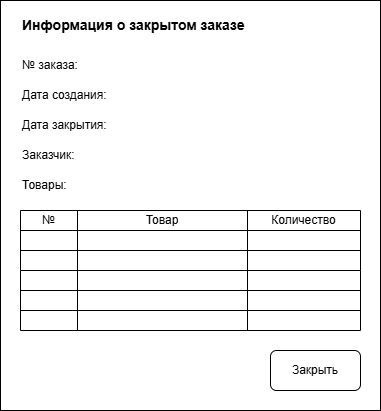 Информация о закрытом заказе
№ заказа:
Дата создания:
Дата закрытия:
Заказчик:
Товары:
№ Товар Количество
Закрыть